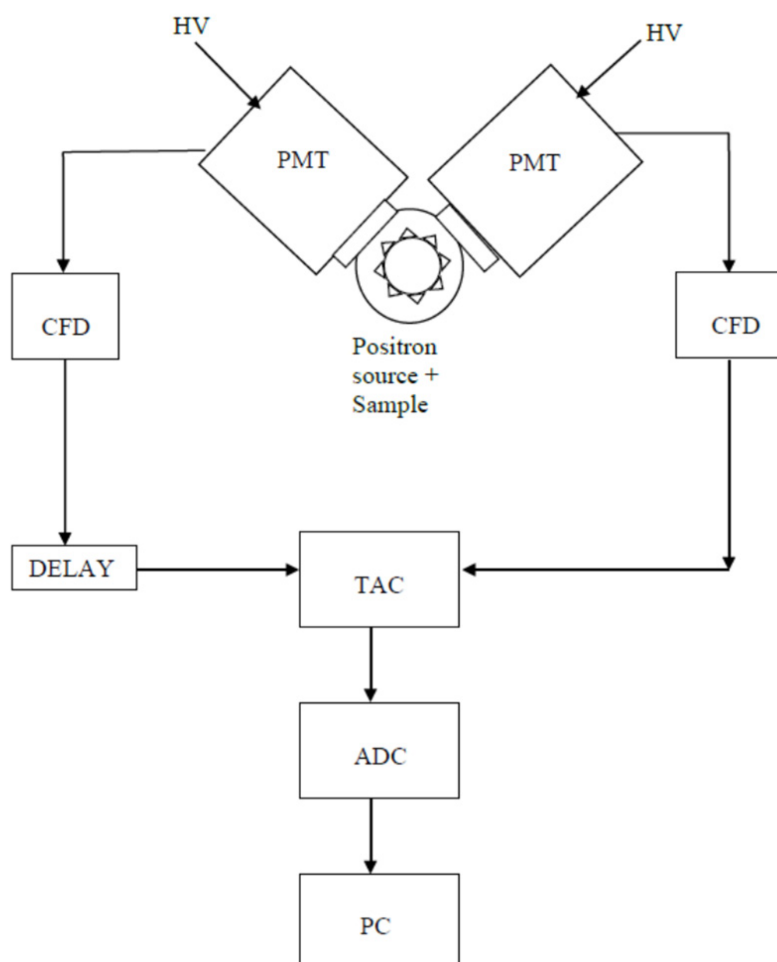 HV
HV
PMT
PMT
CFD
CFD
Positron
source +
Sample
DELAY
TAC
ADC
PC